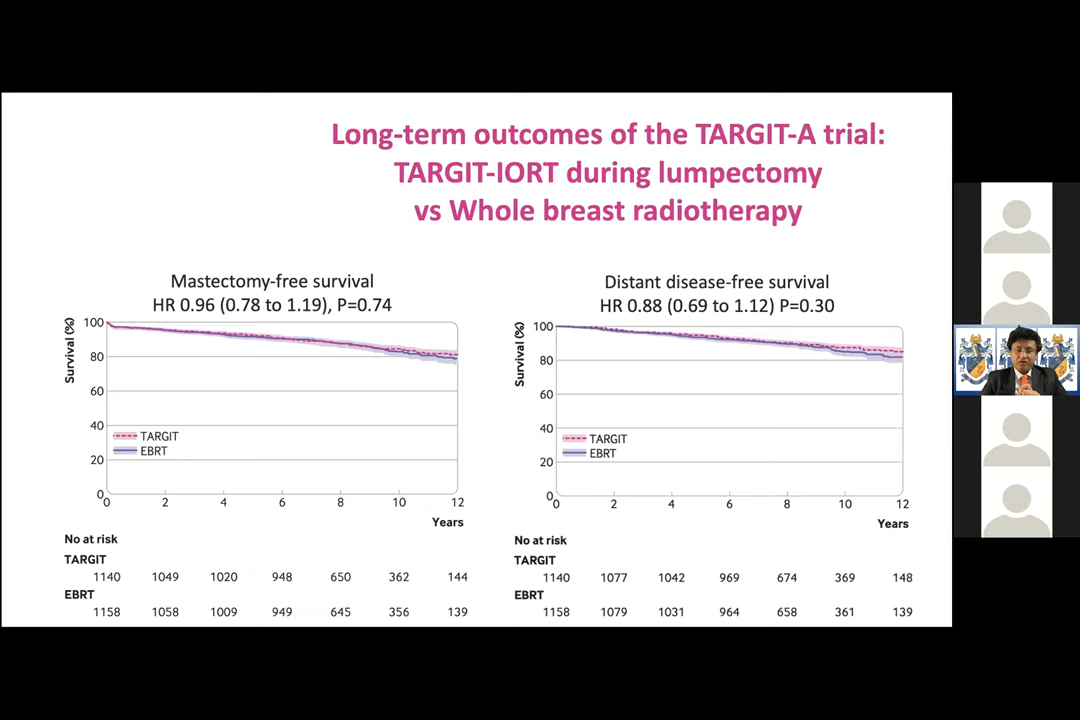 Long-term outcomes of the TARGIT-A trial:
TARGIT-IORT during lumpectomy
vs Whole breast radiotherapy
Mastectomy-free survival
HR 0.96 (0.78 to 1.19), P=0.74
Survival (%)
100
80
60
40
20
0
TARGIT
EBRT
0 2 4 6 8 10 12
Years
No at risk
TARGIT
1140 1049 1020 948 650 362 144
EBRT
1158 1058 1009 949 645 356 139
Distant disease-free survival
HR 0.88 (0.69 to 1.12) P=0.30
Survival (%)
100
80
60
40
20
0
TARGIT
EBRT
0 2 4 6 8 10 12
Years
No at risk
TARGIT
1140 1077 1042 969 674 369 148
EBRT
1158 1079 1031 964 658 361 139